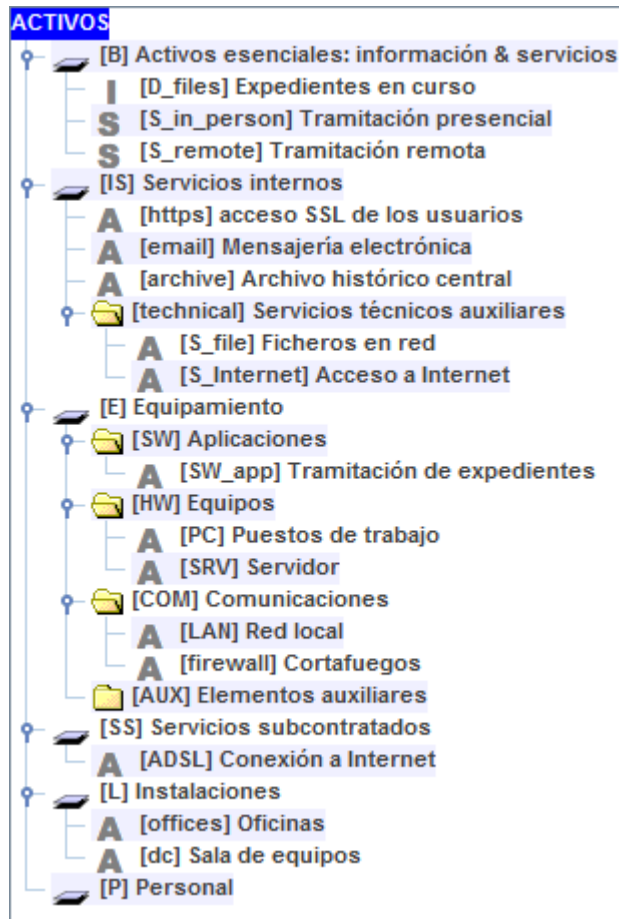 ACTIVOS
[B] Activos esenciales: información & servicios
I [D_files] Expedientes en curso
S [S_in_person] Tramitación presencial
S [S_remote] Tramitación remota
[IS] Servicios internos
A [https] acceso SSL de los usuarios
A [email] Mensajería electrónica
A [archive] Archivo histórico central
[technical] Servicios técnicos auxiliares
A [S_file] Ficheros en red
A [S_Internet] Acceso a Internet
[E] Equipamiento
[SW] Aplicaciones
A [SW_app] Tramitación de expedientes
[HW] Equipos
A [PC] Puestos de trabajo
A [SRV] Servidor
[COM] Comunicaciones
A [LAN] Red local
A [firewall] Cortafuegos
[AUX] Elementos auxiliares
[SS] Servicios subcontratados
A [ADSL] Conexión a Internet
[L] Instalaciones
A [offices] Oficinas
A [dc] Sala de equipos
[P] Personal